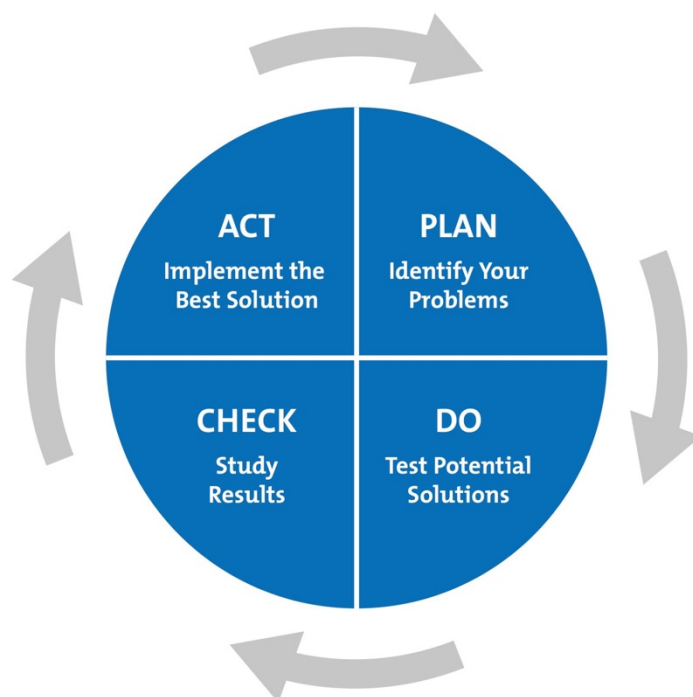 ACT
Implement the
Best Solution
PLAN
Identify Your
Problems
CHECK
Study
Results
DO
Test Potential
Solutions